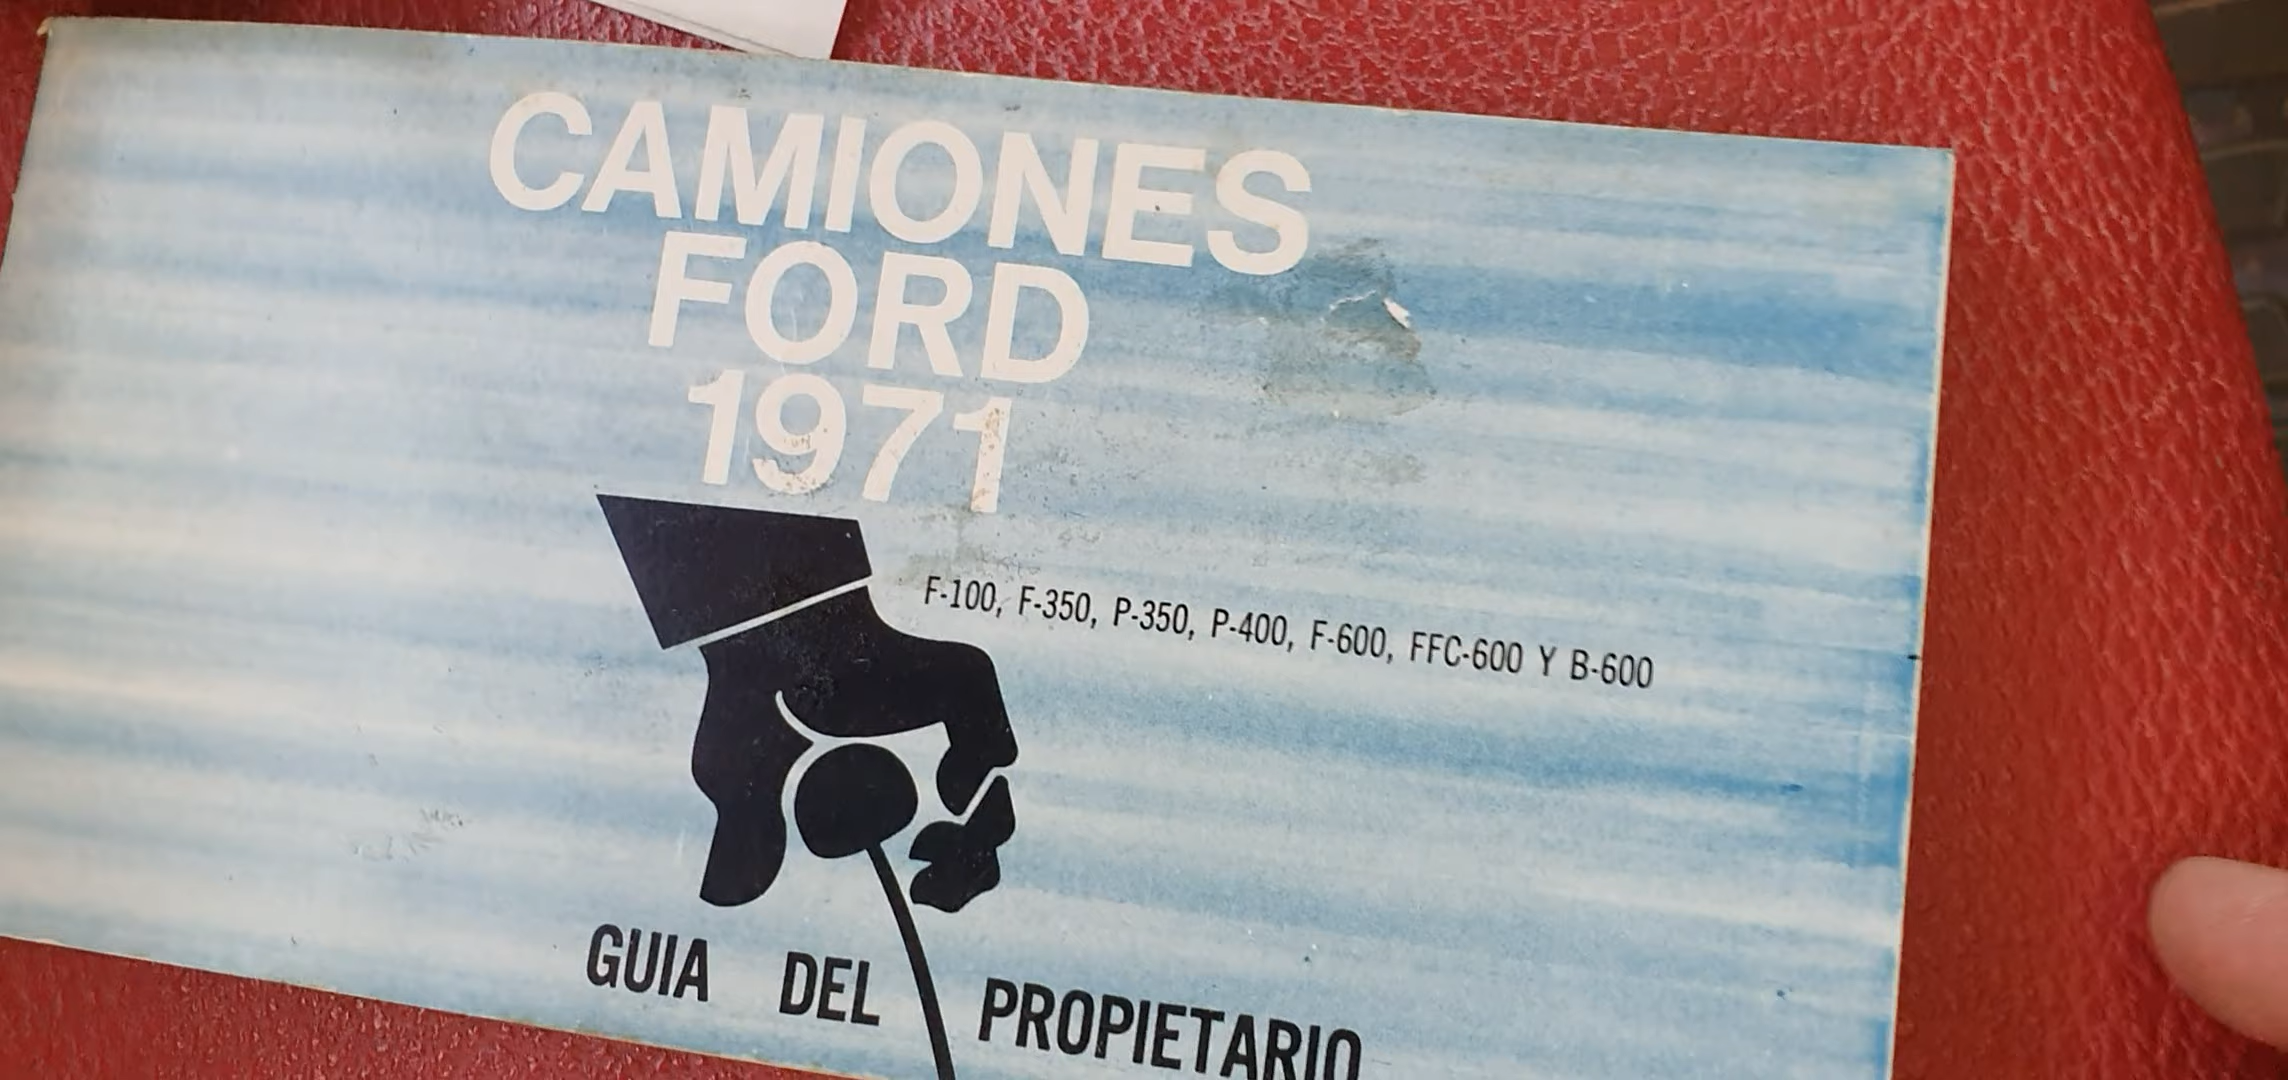 CAMIONES
FORD
1971
F-100, F-350, P-350, P-400, F-600, FFC-600 Y B-600
GUIA DEL PROPIETARIO